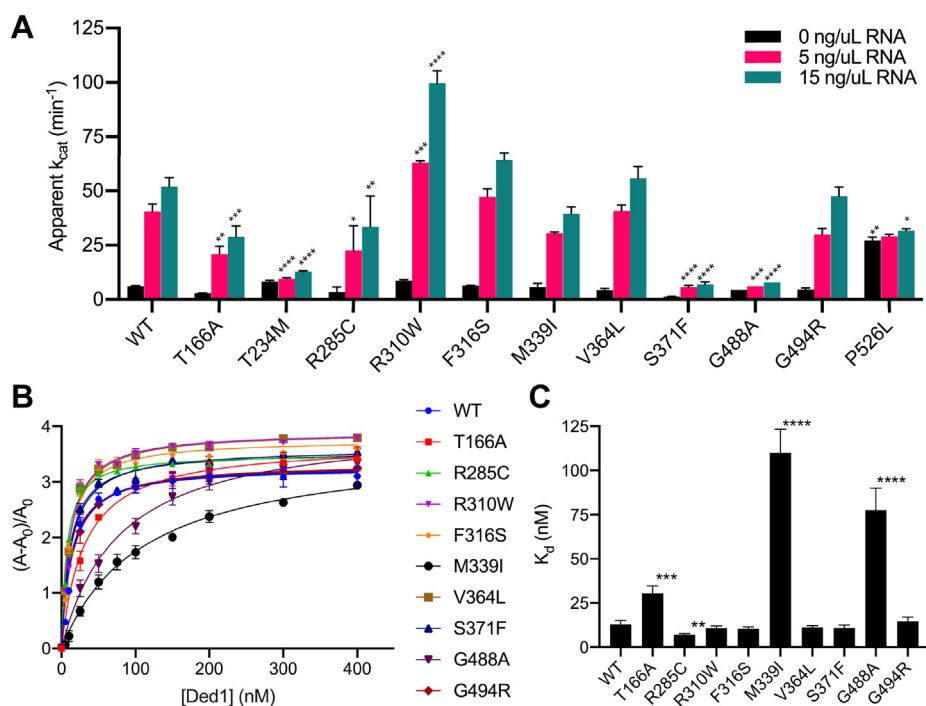 A
125
100
75
50
25
0
Apparent kcat (min-1)
0 ng/uL RNA
5 ng/uL RNA
15 ng/uL RNA
** *** **** **** * ** *** **** **** **** *** **** ** *
WT T166A T234M R285C R310W F316S M339I V364L S371F G488A G494R P526L
B
4
3
2
1
0
(A-A0)/A0
0 100 200 300 400
[Ded1] (nM)
WT
T166A
R285C
R310W
F316S
M339I
V364L
S371F
G488A
G494R
C
125
100
75
50
25
0
Kd (nM)
*** ** **** ****
WT T166A R285C R310W F316S M339I V364L S371F G488A G494R